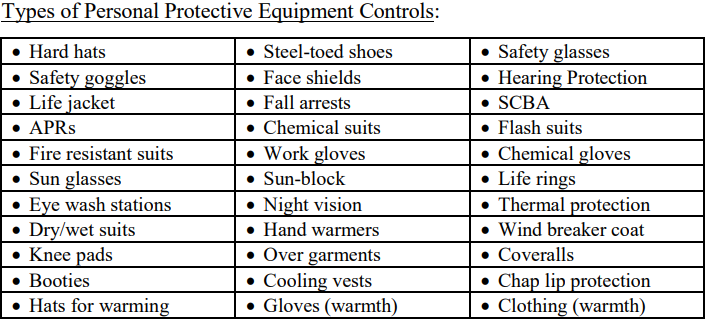 Types of Personal Protective Equipment Controls:
• Hard hats • Steel-toed shoes • Safety glasses
• Safety goggles • Face shields • Hearing Protection
• Life jacket • Fall arrests • SCBA
• APRs • Chemical suits • Flash suits
• Fire resistant suits • Work gloves • Chemical gloves
• Sun glasses • Sun-block • Life rings
• Eye wash stations • Night vision • Thermal protection
• Dry/wet suits • Hand warmers • Wind breaker coat
• Knee pads • Over garments • Coveralls
• Booties • Cooling vests • Chap lip protection
• Hats for warming • Gloves (warmth) • Clothing (warmth)